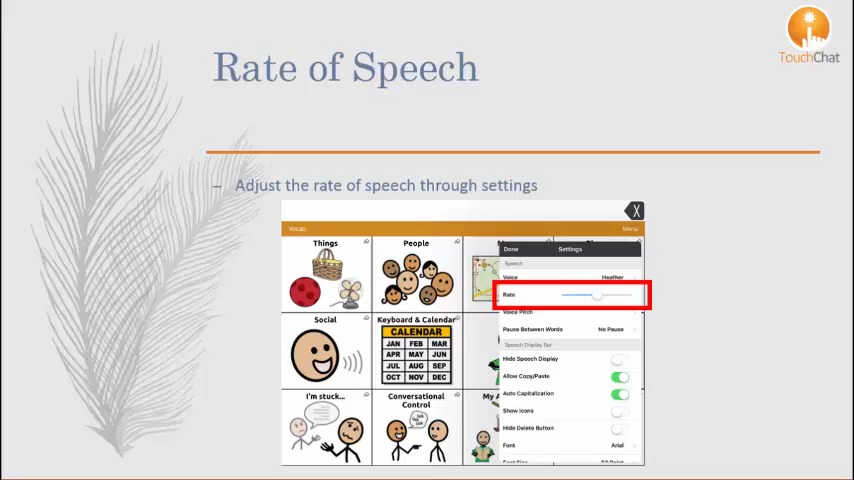 TouchChat
Rate of Speech
– Adjust the rate of speech through settings
X
Vocab
Menu
Things
People
Done
Settings
Speech
Voice
Heather
Rate
Voice Pitch
Pause Between Words
No Pause
Speech Display Bar
Hide Speech Display
Allow Copy/Paste
Auto Capitalization
Show Icons
Hide Delete Button
Font
Arial
Social
Keyboard & Calendar
CALENDAR
JAN FEB MAR
APR MAY JUN
JUL AUG SEP
OCT NOV DEC
I'm stuck...
Conversational
Control
My